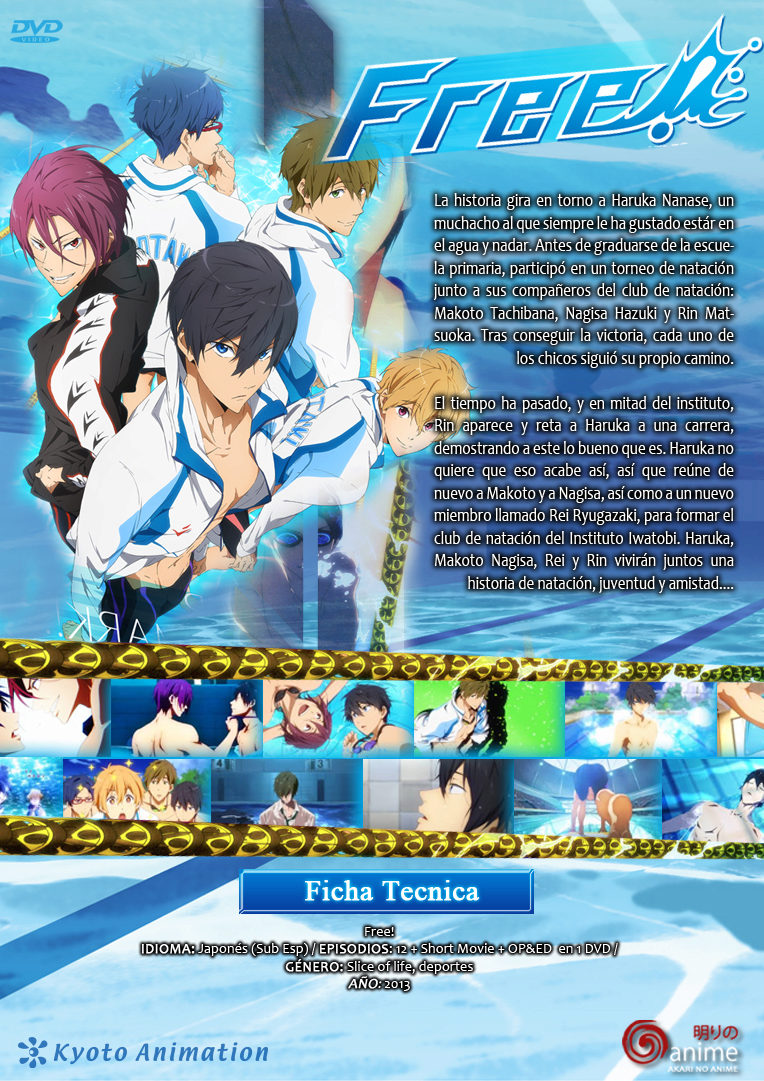 DVD
VIDEO
Free!
La historia gira en torno a Haruka Nanase, un
muchacho al que siempre le ha gustado estár en
el agua y nadar. Antes de graduarse de la escue-
la primaria, participó en un torneo de natación
junto a sus compañeros del club de natación:
Makoto Tachibana, Nagisa Hazuki y Rin Mat-
suoka. Tras conseguir la victoria, cada uno de
los chicos siguió su propio camino.
El tiempo ha pasado, y en mitad del instituto,
Rin aparece y reta a Haruka a una carrera,
demostrando a este lo bueno que es. Haruka no
quiere que eso acabe así, así que reúne de
nuevo a Makoto y a Nagisa, así como a un nuevo
miembro llamado Rei Ryugazaki, para formar el
club de natación del Instituto Iwatobi. Haruka,
Makoto Nagisa, Rei y Rin vivirán juntos una
historia de natación, juventud y amistad....
4 3
Ficha Tecnica
Free!
IDIOMA: Japonés (Sub Esp) / EPISODIOS: 12 + Short Movie + OP&ED en 1 DVD /
GÉNERO: Slice of life, deportes
AÑO: 2013
Kyoto Animation
明りの
anime
AKARI NO ANIME